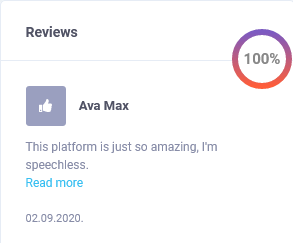 Reviews
100%
Ava Max
This platform is just so amazing, I'm
speechless.
Read more
02.09.2020.